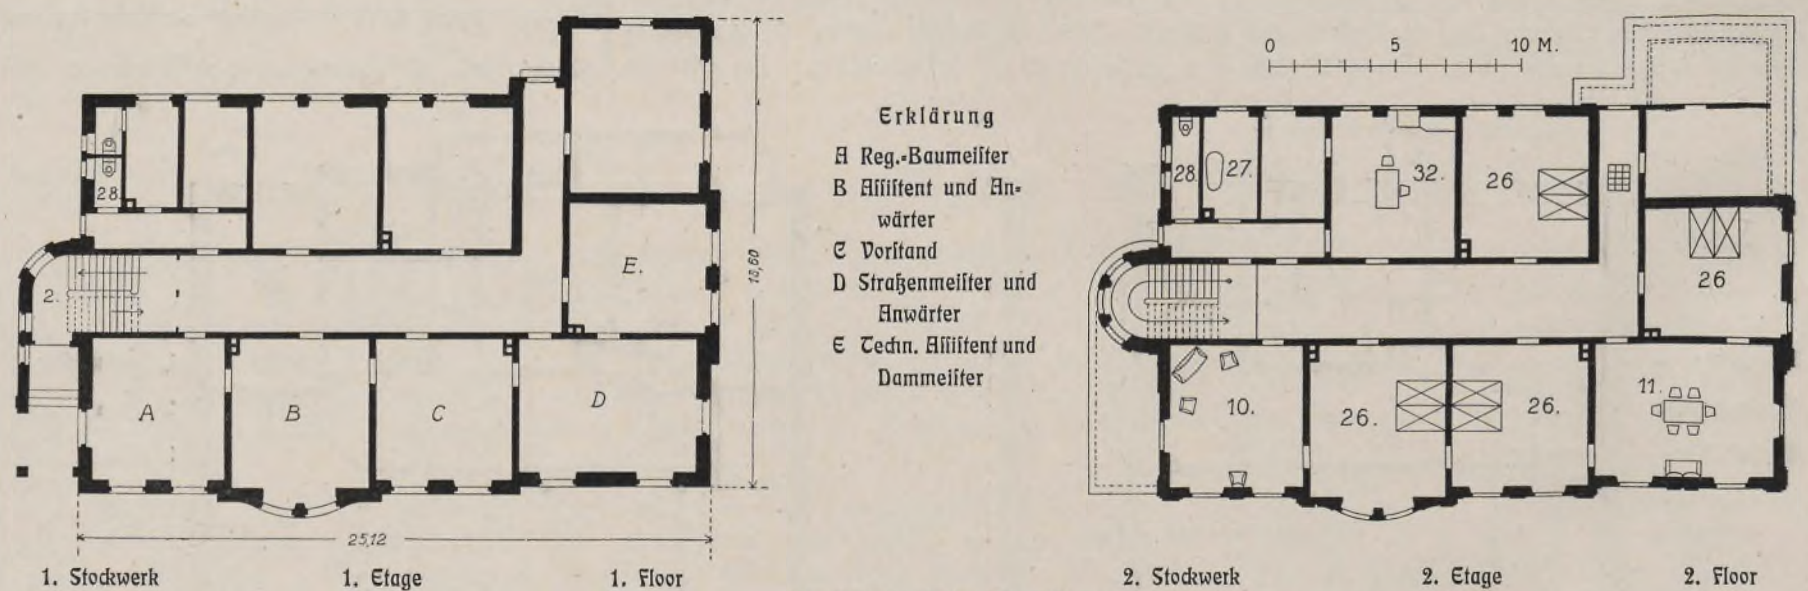 28.
2.
A
B
C
D
E.
18,60
25,12
1. Stockwerk 1. Etage 1. Floor
Erklärung
A Reg.-Baumeister
B Assistent und An-
wärter
C Vorstand
D Straßenmeister und
Anwärter
E Techn. Assistent und
Dammeister
0 5 10 M.
28.
27.
32.
26
26
10.
26.
26.
11.
2. Stockwerk 2. Etage 2. Floor